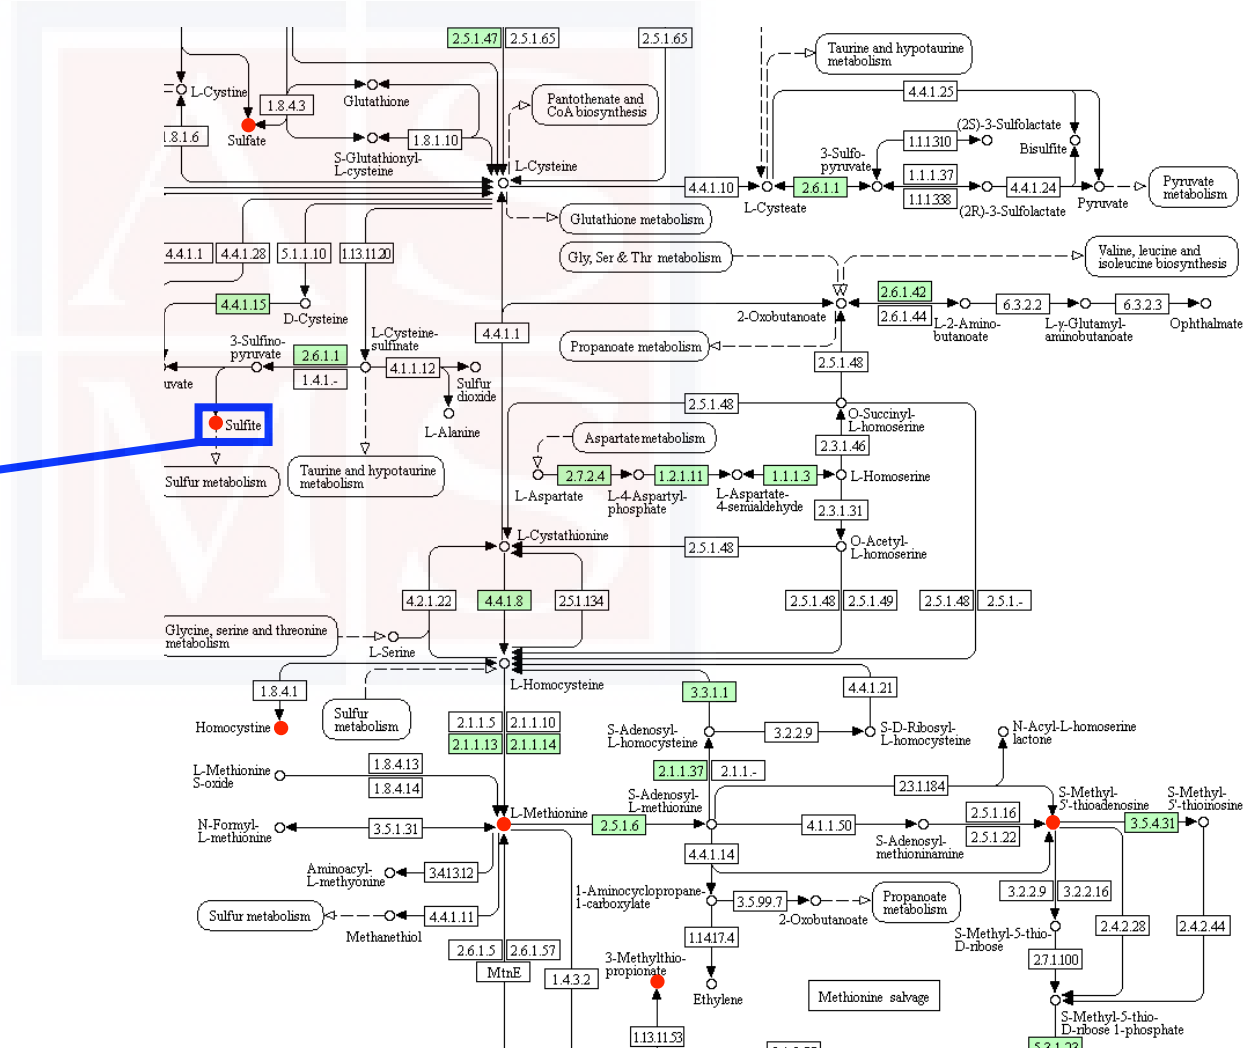 2.5.1.47
2.5.1.65
2.5.1.65
Taurine and hypotaurine
metabolism
L-Cystine
1.8.4.3
Glutathione
Pantothenate and
CoA biosynthesis
4.4.1.25
Sulfate
1.8.1.6
1.8.1.10
S-Glutathionyl-
L-cysteine
L-Cysteine
(2S)-3-Sulfolactate
1.1.1310
Bisulfite
3-Sulfo-
pyruvate
4.4.1.10
2.6.1.1
1.1.1.37
1.1.1338
4.4.1.24
L-Cysteate
(2R)-3-Sulfolactate
Pyruvate
Pyruvate
metabolism
Glutathione metabolism
4.4.1.1
4.4.1.28
5.1.1.10
1.13.1120
Gly, Ser & Thr metabolism
Valine, leucine and
isoleucine biosynthesis
4.4.1.15
D-Cysteine
2-Oxobutanoate
2.6.1.42
2.6.1.44
L-2-Amino-
butanoate
6.3.2.2
L-γ-Glutamyl-
aminobutanoate
6.3.2.3
Ophthalmate
4.4.1.1
L-Cysteine-
sulfinate
3-Sulfino-
pyruvate
2.6.1.1
1.4.1.-
Propanoate metabolism
2.5.1.48
uvate
4.1.1.12
Sulfur
dioxide
L-Alanine
Sulfite
2.5.1.48
O-Succinyl-
L-homoserine
Aspartate metabolism
2.3.1.46
Sulfur metabolism
Taurine and hypotaurine
metabolism
L-Aspartate
2.7.2.4
L-4-Aspartyl-
phosphate
1.2.1.11
L-Aspartate-
4-semialdehyde
1.1.1.3
L-Homoserine
2.3.1.31
L-Cystathionine
2.5.1.48
O-Acetyl-
L-homoserine
4.2.1.22
4.4.1.8
2.5.1.134
2.5.1.48
2.5.1.49
2.5.1.48
2.5.1.-
Glycine, serine and threonine
metabolism
L-Serine
L-Homocysteine
1.8.4.1
3.3.1.1
4.4.1.21
Homocystine
Sulfur
metabolism
2.1.1.5
2.1.1.10
2.1.1.13
2.1.1.14
S-Adenosyl-
L-homocysteine
3.2.2.9
S-D-Ribosyl-
L-homocysteine
N-Acyl-L-homoserine
lactone
L-Methionine
S-oxide
1.8.4.13
1.8.4.14
2.1.1.37
2.1.1.-
23.1.184
S-Adenosyl-
L-methionine
S-Methyl-
5'-thioadenosine
S-Methyl-
5'-thioinosine
L-Methionine
N-Formyl-
L-methionine
3.5.1.31
2.5.1.6
4.1.1.50
S-Adenosyl-
methioninamine
2.5.1.16
2.5.1.22
3.5.4.31
4.4.1.14
Aminoacyl-
L-methyonine
3.4.13.12
1-Aminocyclopropane-
1-carboxylate
3.5.99.7
2-Oxobutanoate
Propanoate
metabolism
3.2.2.9
3.2.2.16
Sulfur metabolism
4.4.1.11
Methanethiol
1.14.17.4
S-Methyl-5-thio-
D-ribose
2.4.2.28
2.4.2.44
2.6.1.5
2.6.1.57
MtnE
1.4.3.2
3-Methylthio-
propionate
2.7.1.100
Ethylene
Methionine salvage
S-Methyl-5-thio-
D-ribose 1-phosphate
1.13.11.53
5.3.1.23
A S
M S